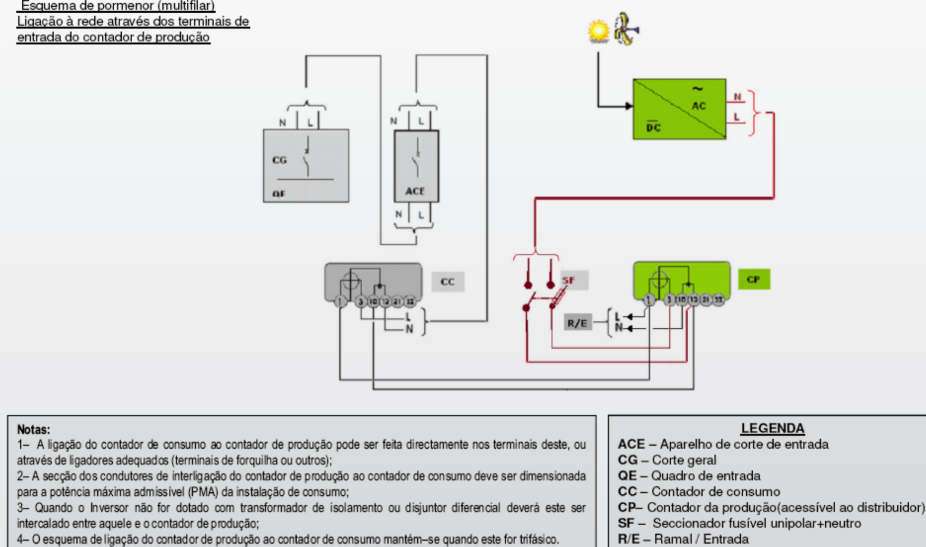 Esquema de pormenor (multifilar)
Ligação à rede através dos terminais de
entrada do contador de produção
N L
CG
QE
N L
ACE
N L
~
AC
DC
N
L
CC
1 3 10 12 21 22
L
N
SF
R/E
L
N
CP
1 3 10 12 21 22
Notas:
1– A ligação do contador de consumo ao contador de produção pode ser feita directamente nos terminais deste, ou
através de ligadores adequados (terminais de forquilha ou outros);
2– A secção dos condutores de interligação do contador de produção ao contador de consumo deve ser dimensionada
para a potência máxima admissível (PMA) da instalação de consumo;
3– Quando o Inversor não for dotado com transformador de isolamento ou disjuntor diferencial deverá este ser
intercalado entre aquele e o contador de produção;
4– O esquema de ligação do contador de produção ao contador de consumo mantém–se quando este for trifásico.
LEGENDA
ACE – Aparelho de corte de entrada
CG – Corte geral
QE – Quadro de entrada
CC – Contador de consumo
CP– Contador da produção(acessível ao distribuidor)
SF – Seccionador fusível unipolar+neutro
R/E – Ramal / Entrada